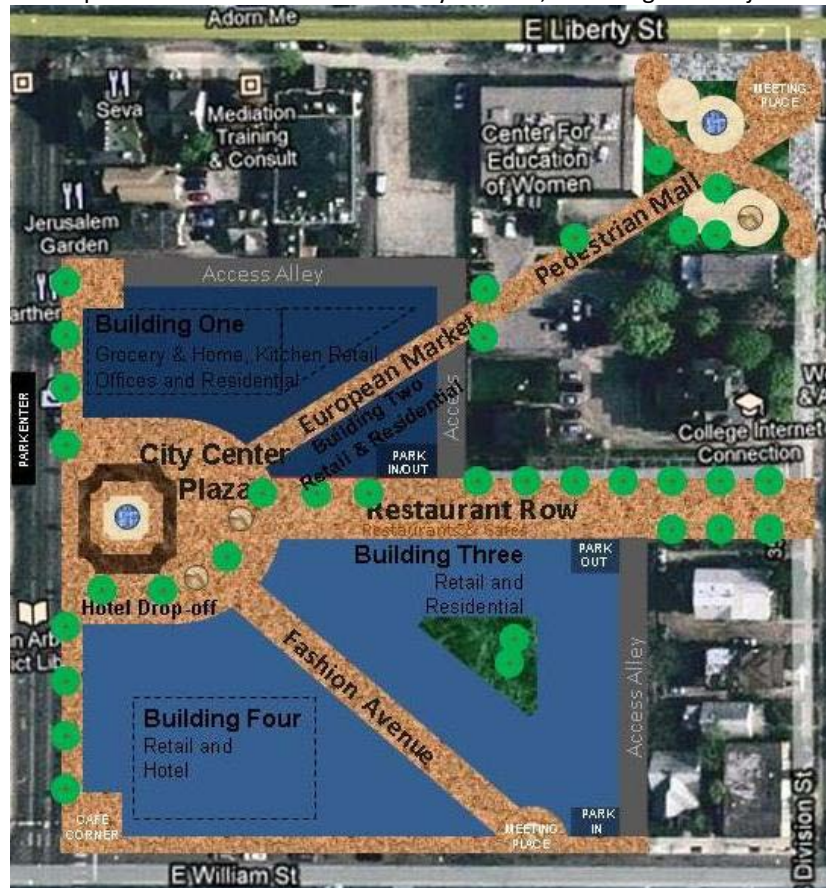 Adorn Me
E Liberty St
MEETING
PLACE
Seva
Mediation
Training
& Consult
Center For
Education
of Women
Jerusalem
Garden
Pedestrian Mall
Access Alley
Building One
Grocery & Home, Kitchen Retail
Offices and Residential
European Market
Building Two
Retail & Residential
Access
PARK ENTER
City Center
Plaza
PARK
IN/OUT
College Internet
Connection
Restaurant Row
Restaurants & Cafes
Building Three
Retail and
Residential
PARK
OUT
Hotel Drop-off
Fashion Avenue
Access Alley
Building Four
Retail and
Hotel
CAFE
CORNER
MEETING
PLACE
PARK
IN
E William St
Division St